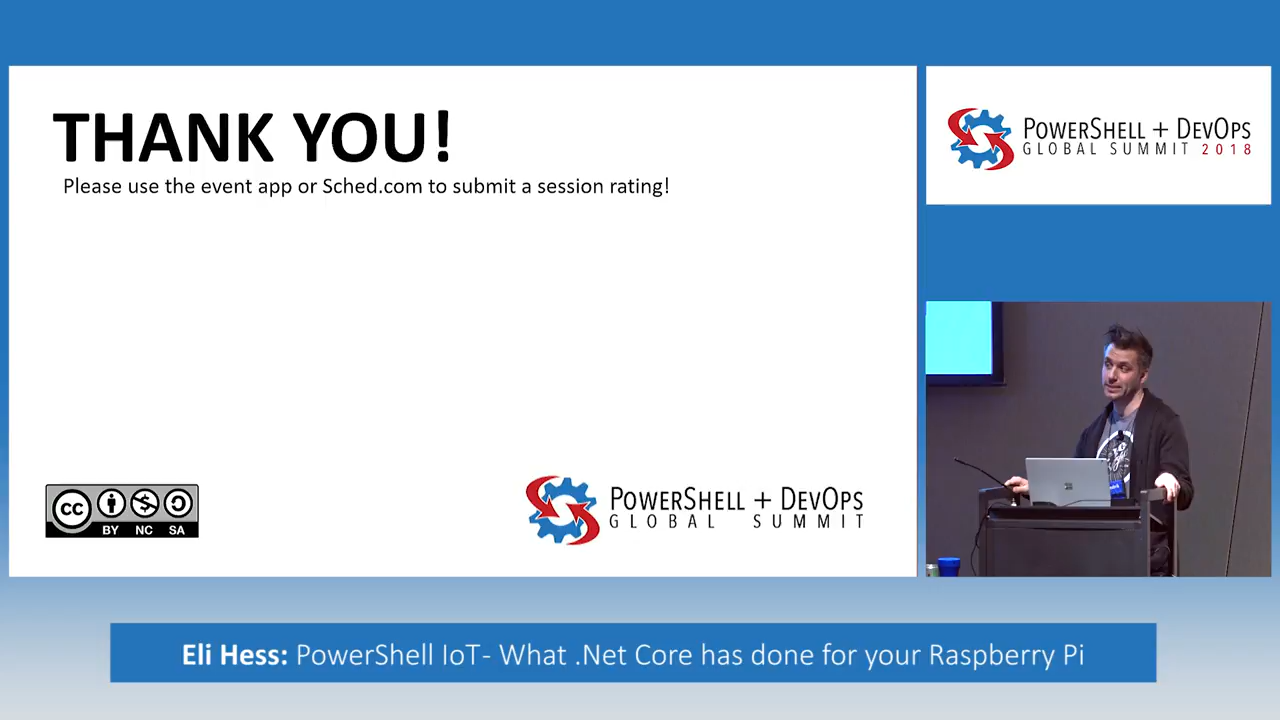 THANK YOU!
Please use the event app or Sched.com to submit a session rating!
cc
BY NC SA
POWERSHELL + DEVOPS
GLOBAL SUMMIT
POWERSHELL + DEVOPS
GLOBAL SUMMIT 2018
Eli Hess: PowerShell IoT- What .Net Core has done for your Raspberry Pi